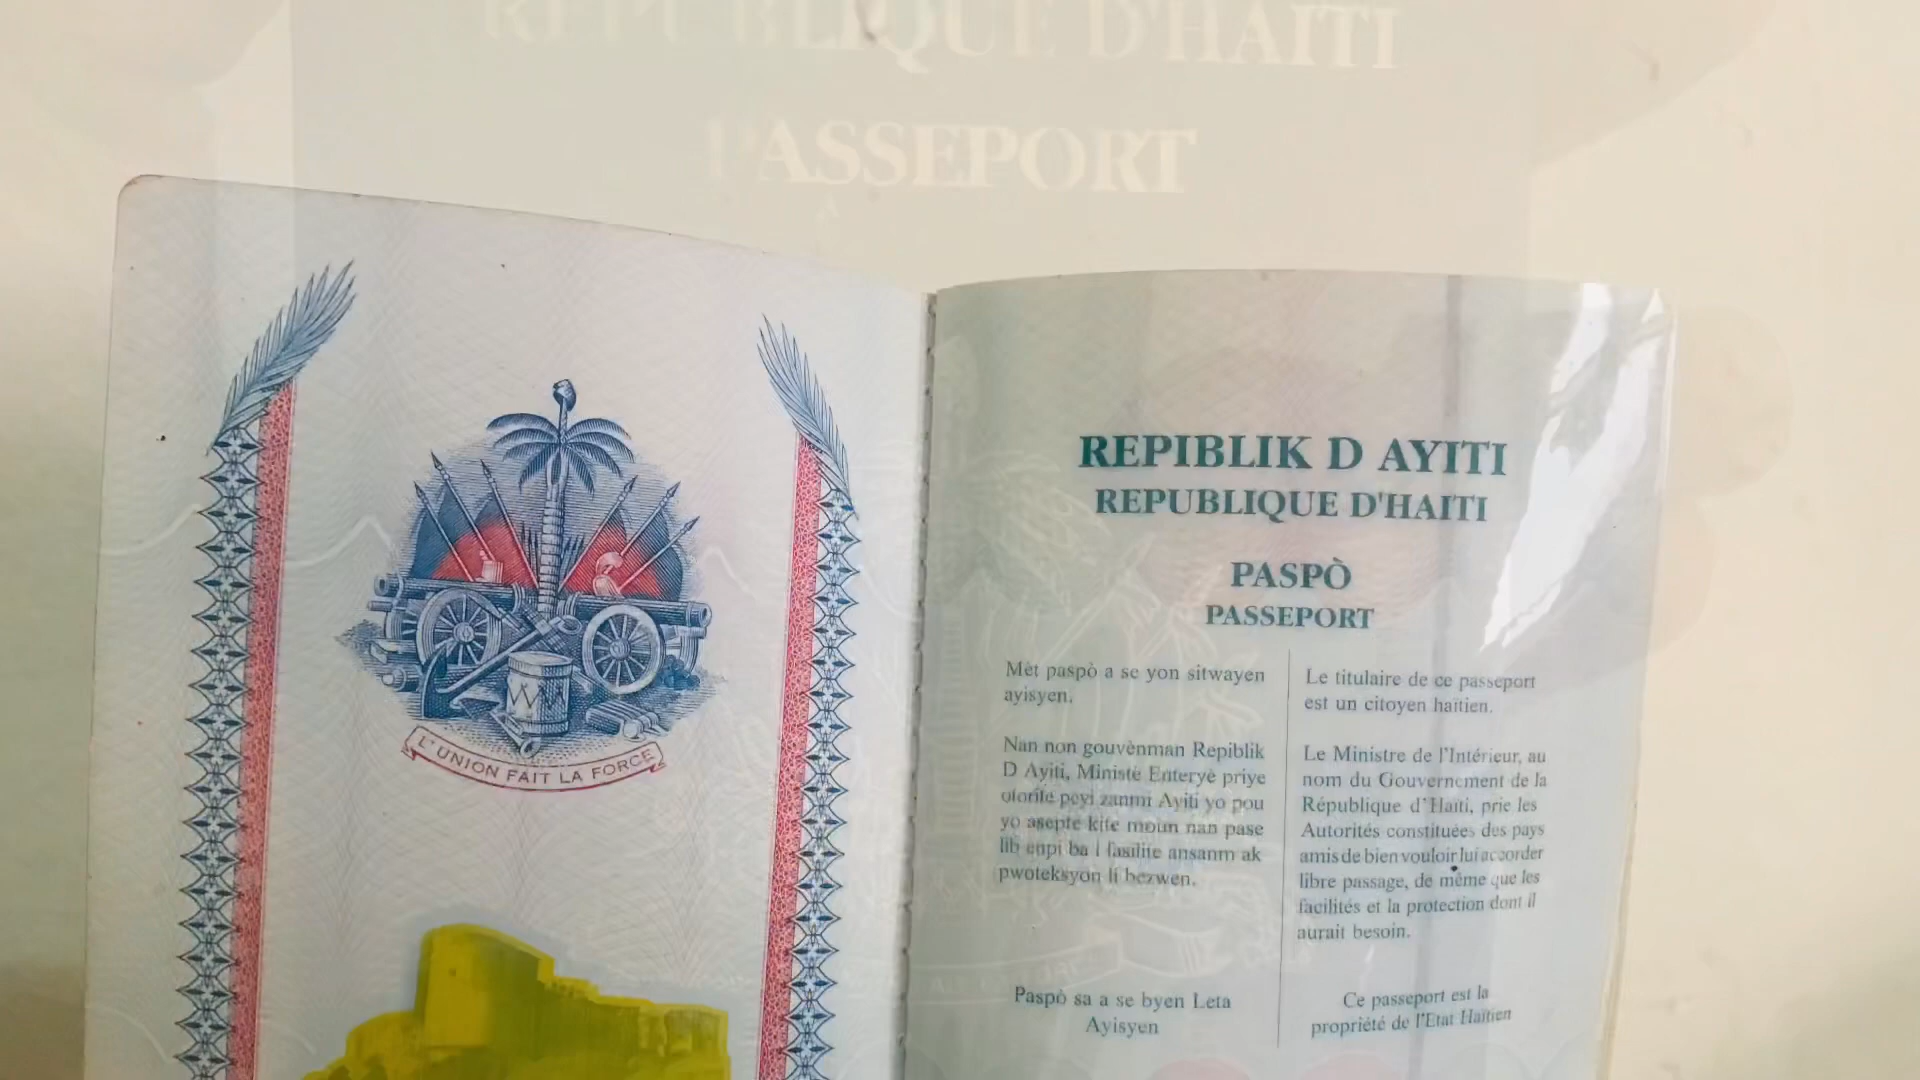 REPUBLIQUE D'HAITI
PASSEPORT
L'UNION FAIT LA FORCE
REPIBLIK D AYITI
REPUBLIQUE D'HAITI
PASPÒ
PASSEPORT
Mèt paspò a se yon sitwayen
ayisyen.
Nan non gouvènman Repiblik
D Ayiti, Ministè Enteryè priye
otorite peyi zanmi Ayiti yo pou
yo asepte kite moun nan pase
lib enpi ba l fasilite ansanm ak
pwoteksyon li bezwen.
Paspò sa a se byen Leta
Ayisyen
Le titulaire de ce passeport
est un citoyen haïtien.
Le Ministre de l'Intérieur, au
nom du Gouvernement de la
République d'Haïti, prie les
Autorités constituées des pays
amis de bien vouloir lui accorder
libre passage, de même que les
facilités et la protection dont il
aurait besoin.
Ce passeport est la
propriété de l'Etat Haïtien